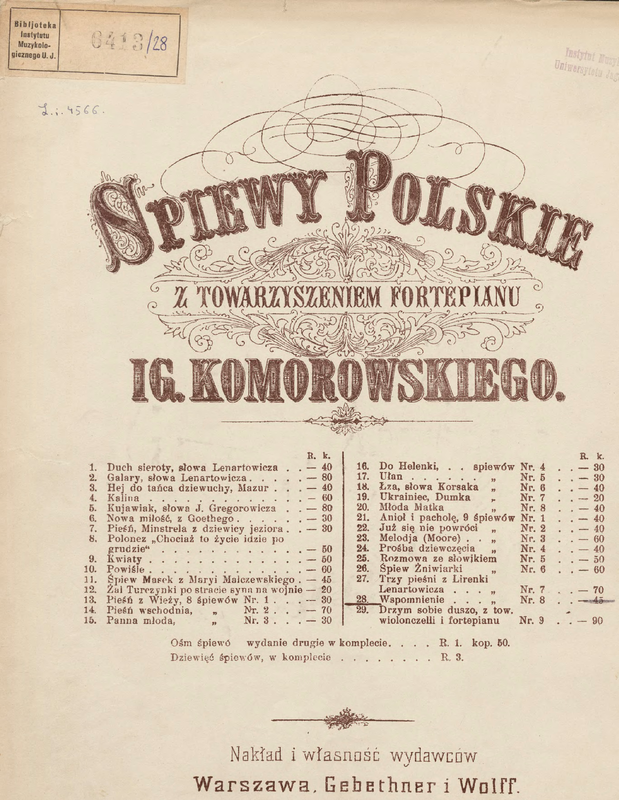 Bibljoteka
Instytutu
Muzykolo-
gicznego U. J.
6413/28
Instytut Muzy
Uniwersytetu Jag
L.i. 4566.
ŚPIEWY POLSKIE
Z TOWARZYSZENIEM FORTEPIANU
IG. KOMOROWSKIEGO.
R. k.
1. Duch sieroty, słowa Lenartowicza . . — 40
2. Galary, słowa Lenartowicza . . . . — 80
3. Hej do tańca dziewuchy, Mazur . . — 40
4. Kalina . . . . . . . . . . . — 60
5. Kujawiak, słowa J. Gregorowicza — 80
6. Nowa miłość, z Goethego . . . . — 30
7. Pieśń, Minstrela z dziewicy jeziora . . — 30
8. Polonez „Chociaż to życie idzie po
grudzie“ . . . . . . . . . . — 50
9. Kwiaty . . . . . . . . . . . — 50
10. Powiśle . . . . . . . . . . . — 60
11. Śpiew Masek z Maryi Malczewskiego . — 45
12. Żal Turczynki po stracie syna na wojnie — 20
13. Pieśń z Wieży, 8 śpiewów Nr. 1 . . — 30
14. Pieśń wschodnia, „ Nr. 2 . . — 70
15. Panna młoda, „ Nr. 3 . . — 30
R. k.
16. Do Helenki, . . śpiewów Nr. 4 . . — 30
17. Ułan . . . . „ Nr. 5 . . — 30
18. Łza, słowa Korsaka „ Nr. 6 . . — 40
19. Ukrainiec, Dumka „ Nr. 7 . . — 20
20. Młoda Matka „ Nr. 8 . . — 40
21. Anioł i pacholę, 9 śpiewów Nr. 1 . . — 40
22. Już się nie powróci „ Nr. 2 . . — 40
23. Melodja (Moore) . . „ Nr. 3 . . — 60
24. Prośba dziewczęcia „ Nr. 4 . . — 40
25. Rozmowa ze słowikiem „ Nr. 5 . . — 50
26. Śpiew Żniwiarki „ Nr. 6 . . — 60
27. Trzy pieśni z Lirenki
Lenartowicza . . . „ Nr. 7 . . — 70
28. Wspomnienie . . „ Nr. 8 . . — 45
29. Drzym sobie duszo, z tow.
wiolonczelli i fortepianu Nr. 9 . . — 90
Ośm śpiewó wydanie drugie w komplecie. . . . R. 1. kop. 50.
Dziewięć śpiewów, w komplecie . . . . . . . . R. 3.
Nakład i własność wydawców
Warszawa, Gebethner i Wolff.